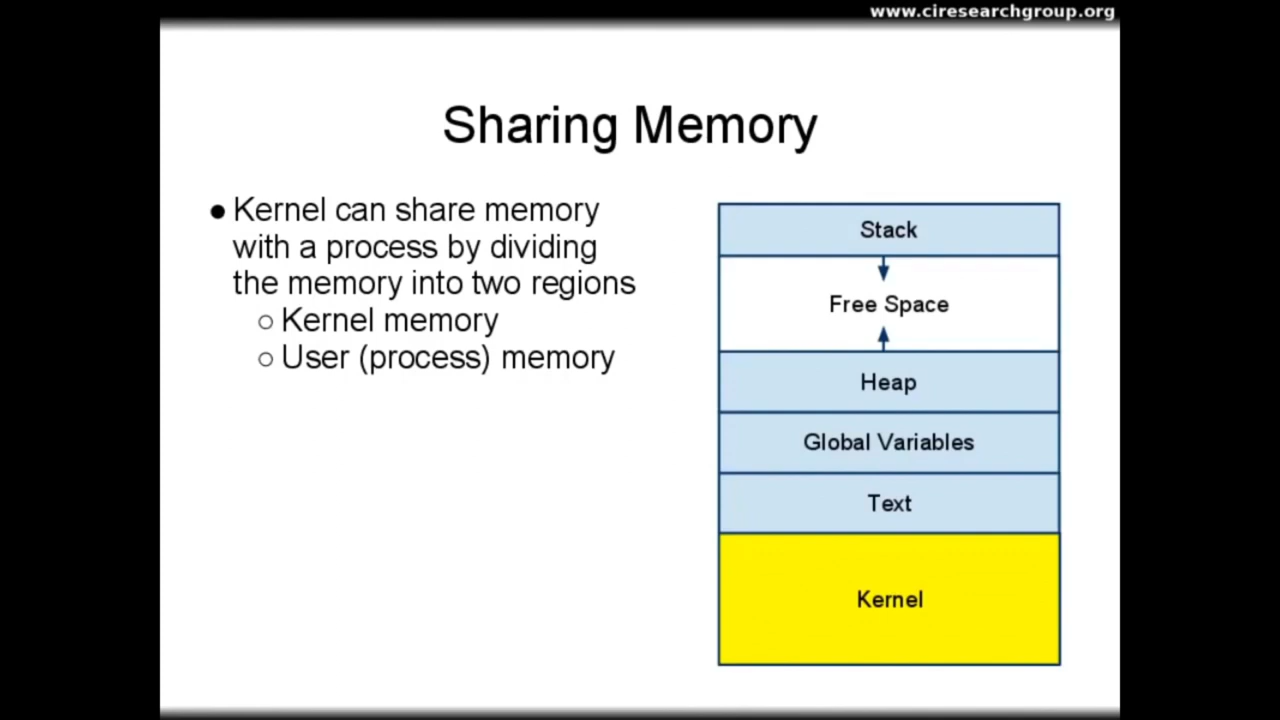 www.ciresearchgroup.org
Sharing Memory
● Kernel can share memory
with a process by dividing
the memory into two regions
○ Kernel memory
○ User (process) memory
Stack
Free Space
Heap
Global Variables
Text
Kernel